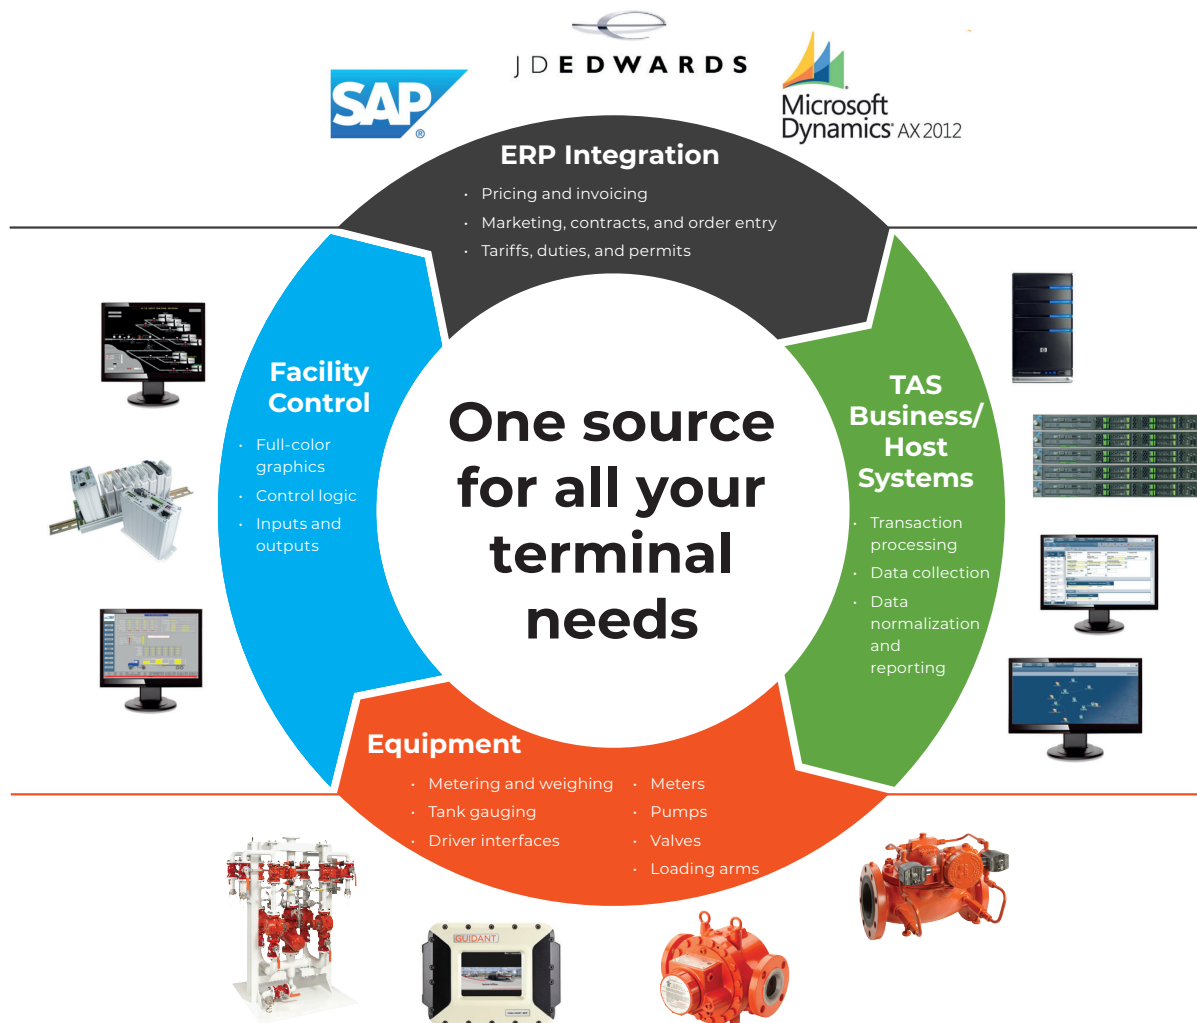 JD EDWARDS
SAP
®
Microsoft
Dynamics® AX 2012
ERP Integration
• Pricing and invoicing
• Marketing, contracts, and order entry
• Tariffs, duties, and permits
Facility
Control
• Full-color
graphics
• Control logic
• Inputs and
outputs
One source
for all your
terminal
needs
TAS
Business/
Host
Systems
• Transaction
processing
• Data collection
• Data
normalization
and
reporting
Equipment
• Metering and weighing
• Tank gauging
• Driver interfaces
• Meters
• Pumps
• Valves
• Loading arms
GUIDANT